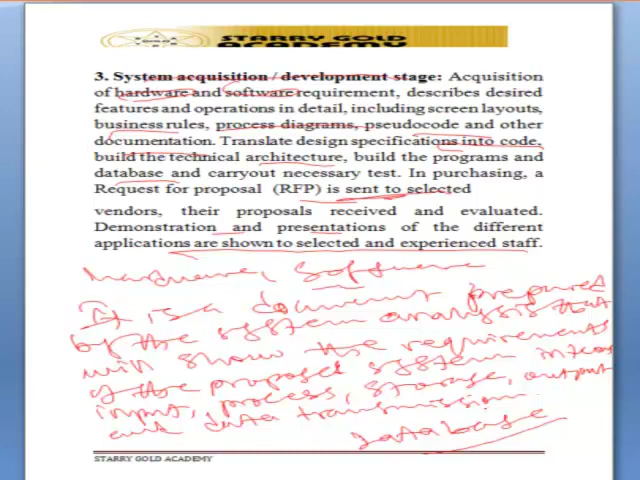 STARRY GOLD
ACADEMY
3. System acquisition / development stage: Acquisition
of hardware and software requirement, describes desired
features and operations in detail, including screen layouts,
business rules, process diagrams, pseudocode and other
documentation. Translate design specifications into code,
build the technical architecture, build the programs and
database and carryout necessary test. In purchasing, a
Request for proposal (RFP) is sent to selected
vendors, their proposals received and evaluated.
Demonstration and presentations of the different
applications are shown to selected and experienced staff.
hardware, Software
It is a document prepared
by the system analysis that
will show the requirements
of the proposed system
input, process, storage, output
and data transmission
Database
STARRY GOLD ACADEMY